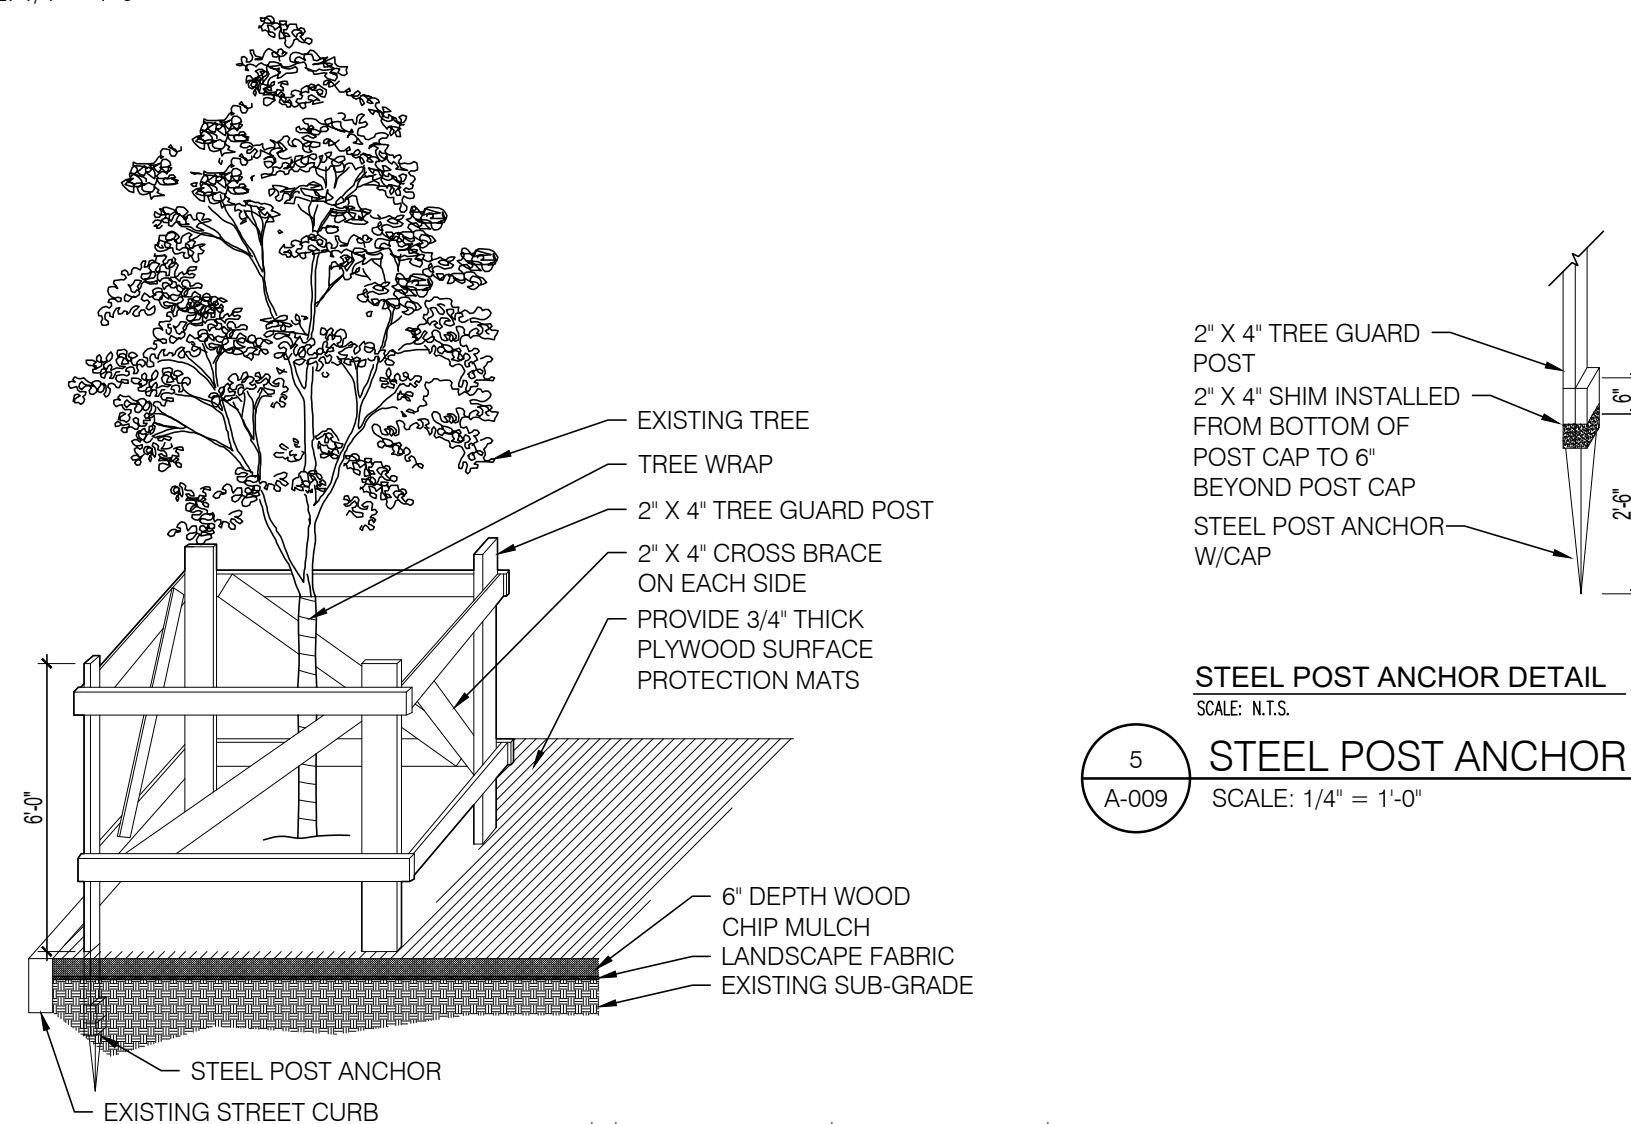 EXISTING TREE
TREE WRAP
2" X 4" TREE GUARD POST
2" X 4" CROSS BRACE
ON EACH SIDE
PROVIDE 3/4" THICK
PLYWOOD SURFACE
PROTECTION MATS
6'-0"
6" DEPTH WOOD
CHIP MULCH
LANDSCAPE FABRIC
EXISTING SUB-GRADE
STEEL POST ANCHOR
EXISTING STREET CURB
2" X 4" TREE GUARD
POST
2" X 4" SHIM INSTALLED
FROM BOTTOM OF
POST CAP TO 6"
BEYOND POST CAP
STEEL POST ANCHOR
W/CAP
6"
2'-6"
STEEL POST ANCHOR DETAIL
SCALE: N.T.S.
5
A-009
STEEL POST ANCHOR
SCALE: 1/4" = 1'-0"